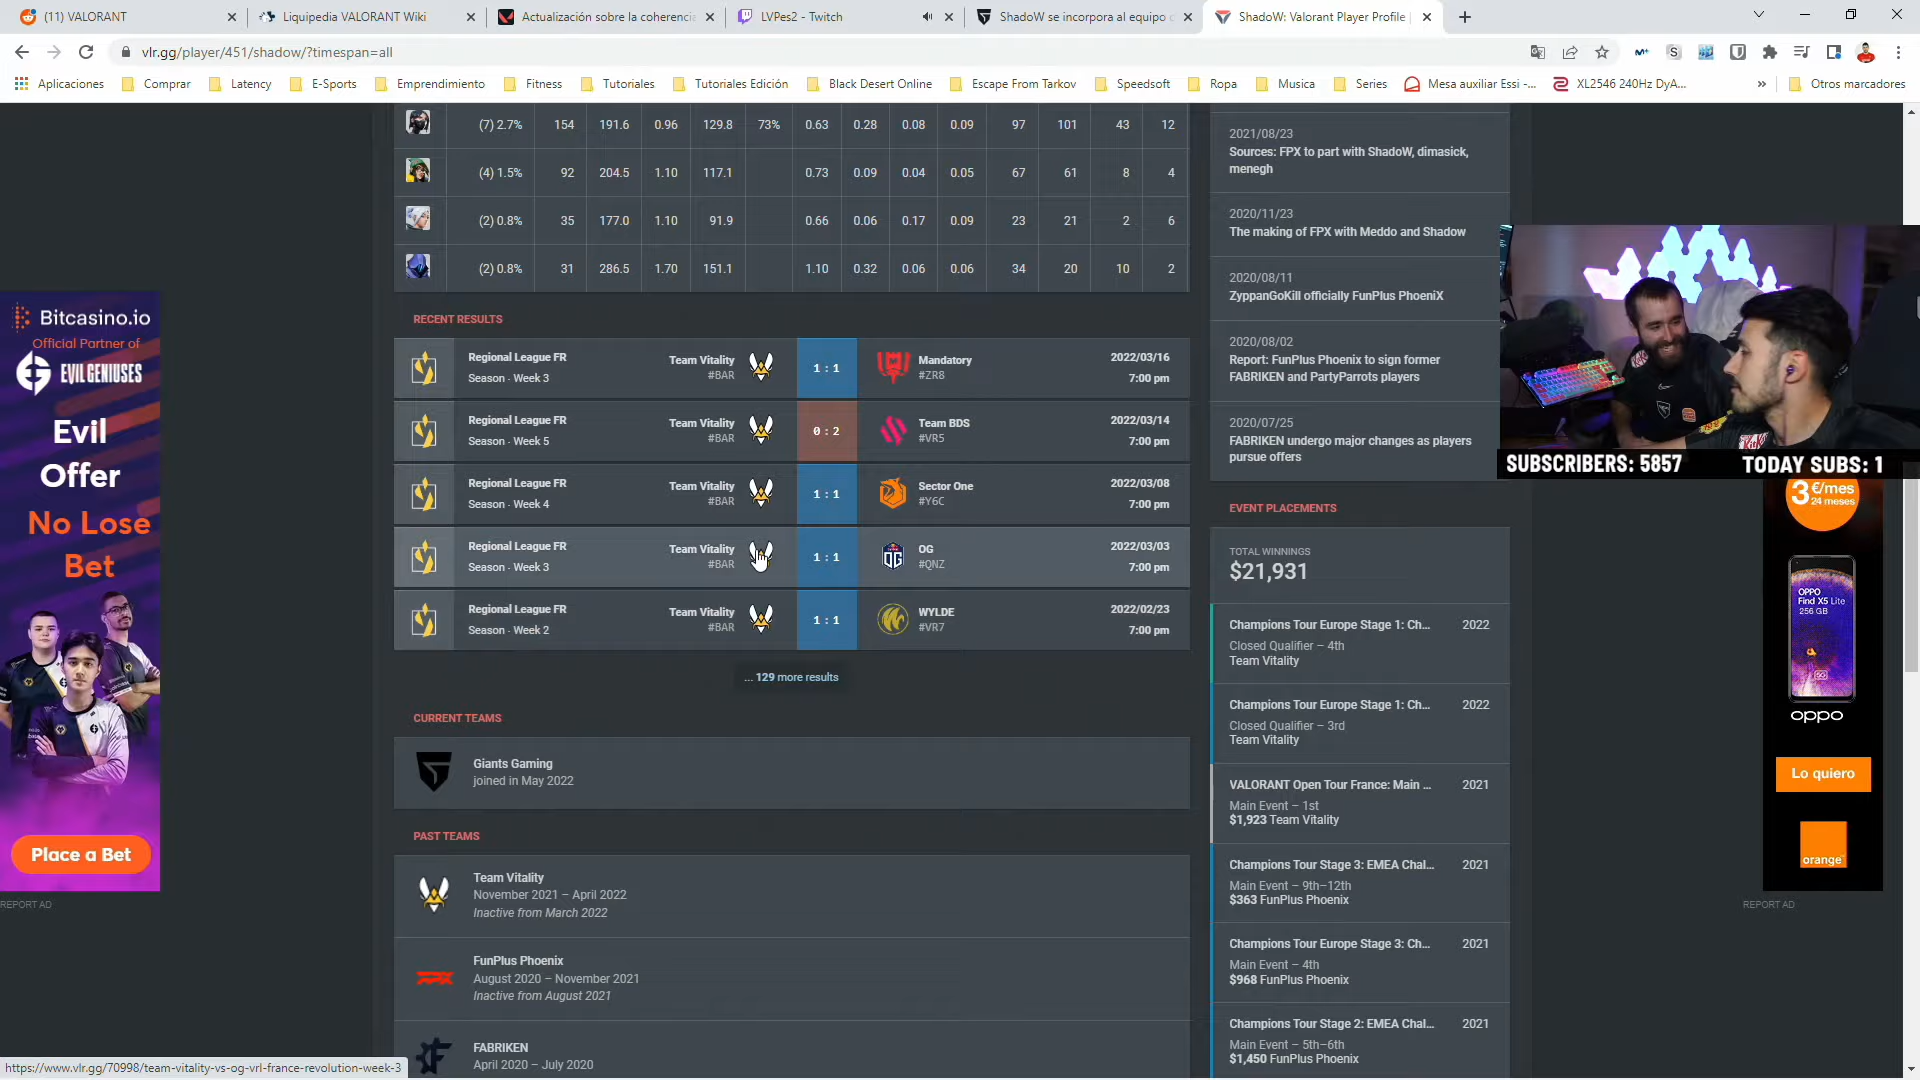 (11) VALORANT
Liquipedia VALORANT Wiki
Actualización sobre la coherenci
LVPes2 - Twitch
ShadoW se incorpora al equipo
ShadoW: Valorant Player Profile
vlr.gg/player/451/shadow/?timespan=all
Aplicaciones
Comprar
Latency
E-Sports
Emprendimiento
Fitness
Tutoriales
Tutoriales Edición
Black Desert Online
Escape From Tarkov
Speedsoft
Ropa
Musica
Series
Mesa auxiliar Essi -...
XL2546 240Hz DyA...
»
Otros marcadores
(7) 2.7% 154 191.6 0.96 129.8 73% 0.63 0.28 0.08 0.09 97 101 43 12
(4) 1.5% 92 204.5 1.10 117.1 0.73 0.09 0.04 0.05 67 61 8 4
(2) 0.8% 35 177.0 1.10 91.9 0.66 0.06 0.17 0.09 23 21 2 6
(2) 0.8% 31 286.5 1.70 151.1 1.10 0.32 0.06 0.06 34 20 10 2
RECENT RESULTS
Regional League FR Team Vitality 1 : 1 Mandatory 2022/03/16
Season - Week 3 #BAR #ZR8 7:00 pm
Regional League FR Team Vitality 0 : 2 Team BDS 2022/03/14
Season - Week 5 #BAR #VR5 7:00 pm
Regional League FR Team Vitality 1 : 1 Sector One 2022/03/08
Season - Week 4 #BAR #Y6C 7:00 pm
Regional League FR Team Vitality 1 : 1 OG 2022/03/03
Season - Week 3 #BAR #QNZ 7:00 pm
Regional League FR Team Vitality 1 : 1 WYLDE 2022/02/23
Season - Week 2 #BAR #VR7 7:00 pm
... 129 more results
CURRENT TEAMS
Giants Gaming
joined in May 2022
PAST TEAMS
Team Vitality
November 2021 – April 2022
Inactive from March 2022
FunPlus Phoenix
August 2020 – November 2021
Inactive from August 2021
FABRIKEN
April 2020 – July 2020
2021/08/23
Sources: FPX to part with ShadoW, dimasick,
menegh
2020/11/23
The making of FPX with Meddo and Shadow
2020/08/11
ZyppanGoKill officially FunPlus PhoeniX
2020/08/02
Report: FunPlus Phoenix to sign former
FABRIKEN and PartyParrots players
2020/07/25
FABRIKEN undergo major changes as players
pursue offers
EVENT PLACEMENTS
TOTAL WINNINGS
$21,931
Champions Tour Europe Stage 1: Ch... 2022
Closed Qualifier – 4th
Team Vitality
Champions Tour Europe Stage 1: Ch... 2022
Closed Qualifier – 3rd
Team Vitality
VALORANT Open Tour France: Main ... 2021
Main Event – 1st
$1,923 Team Vitality
Champions Tour Stage 3: EMEA Chal... 2021
Main Event – 9th–12th
$363 FunPlus Phoenix
Champions Tour Europe Stage 3: Ch... 2021
Main Event – 4th
$968 FunPlus Phoenix
Champions Tour Stage 2: EMEA Chal... 2021
Main Event – 5th–6th
$1,450 FunPlus Phoenix
Bitcasino.io
Official Partner of
EVIL GENIUSES
Evil
Offer
No Lose
Bet
Place a Bet
REPORT AD
SUBSCRIBERS: 5857
TODAY SUBS: 1
3 €/mes
24 meses
OPPO
Find X5 Lite
256 GB
5G
oppo
Lo quiero
orange
REPORT AD
https://www.vlr.gg/70998/team-vitality-vs-og-vrl-france-revolution-week-3